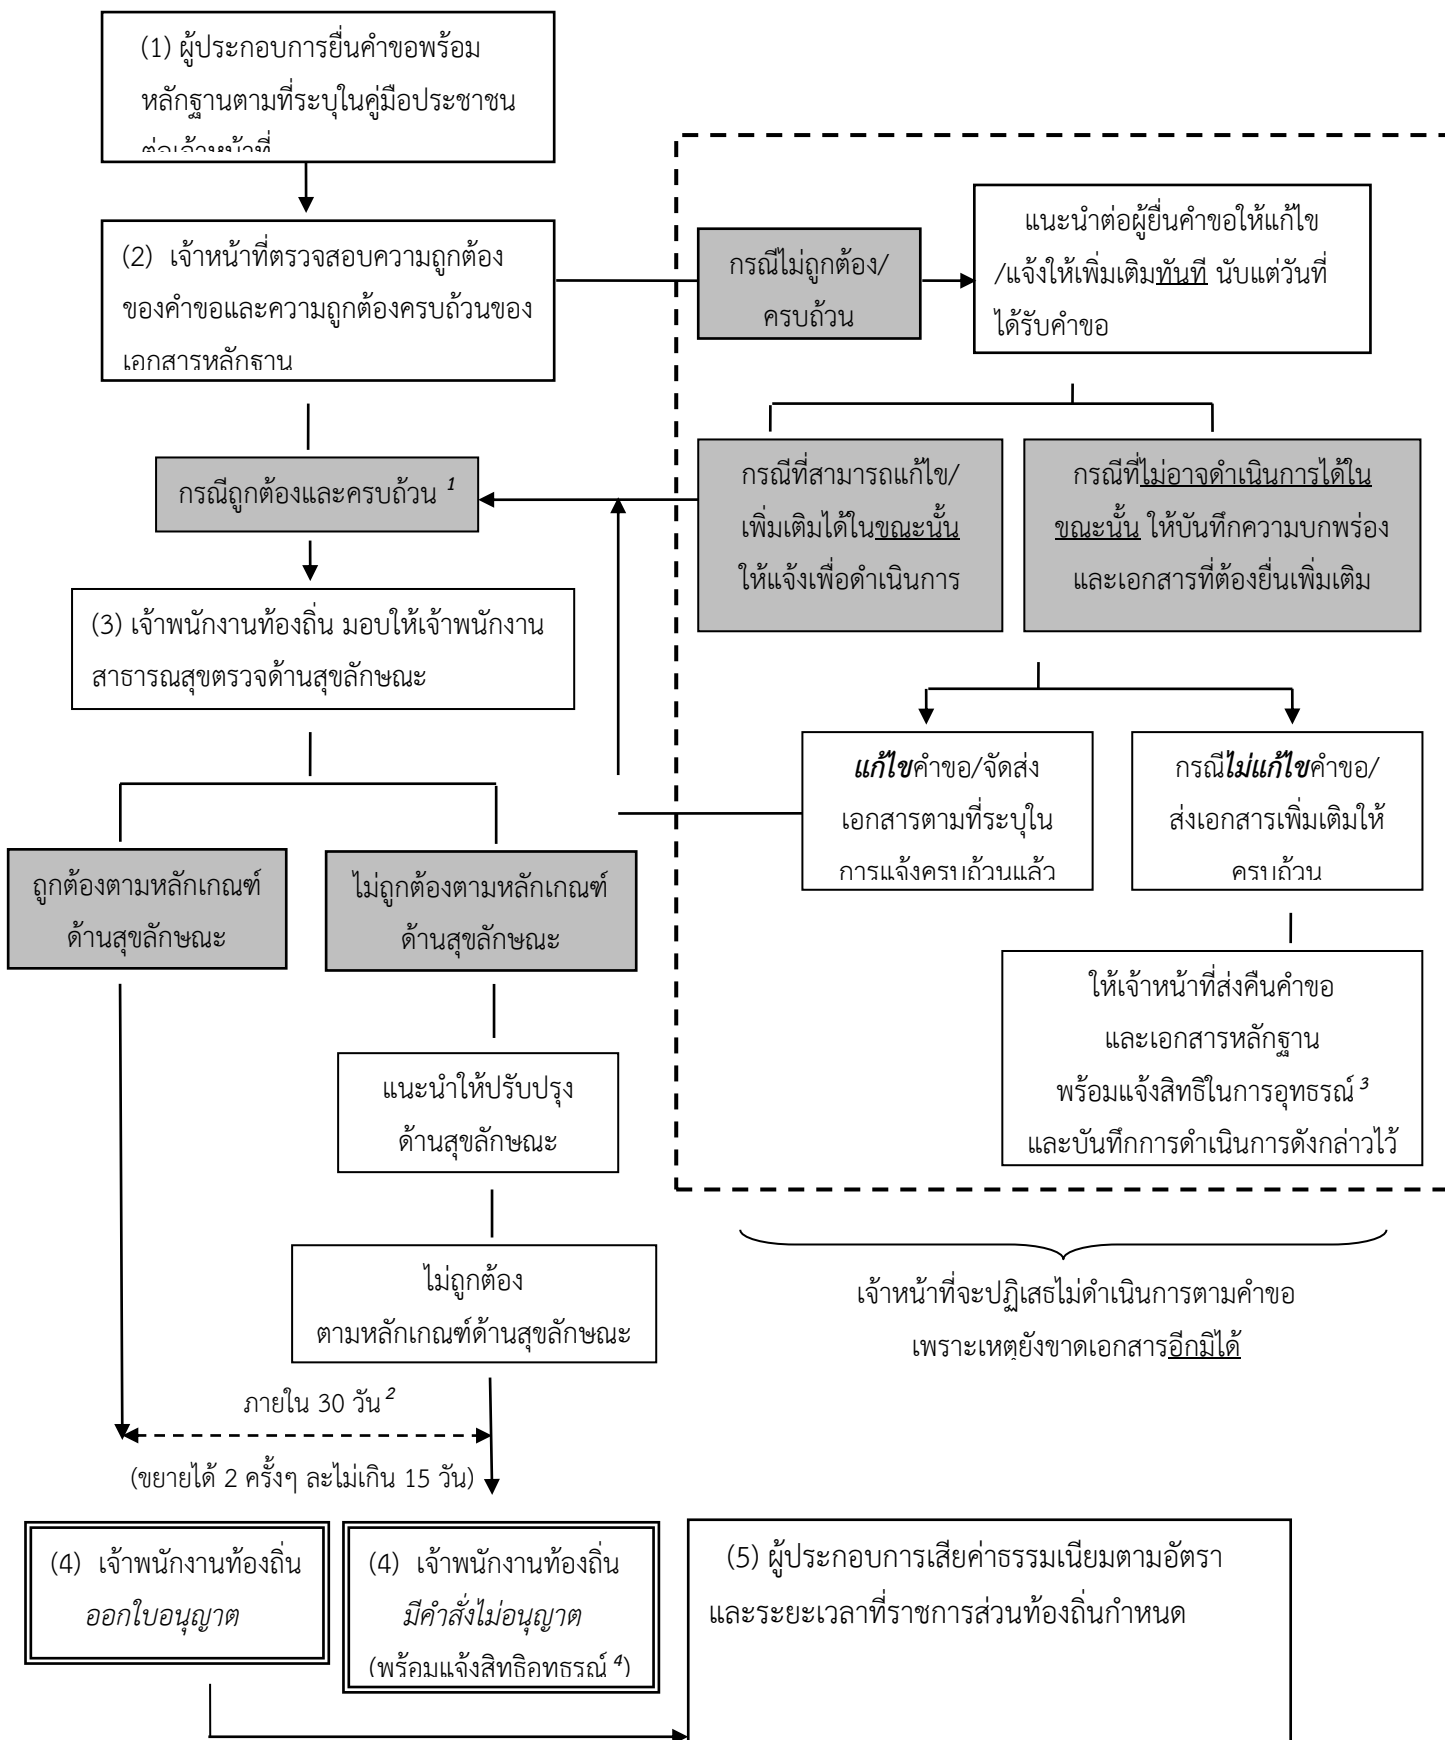 (1) ผู้ประกอบการยื่นคำขอพร้อม
หลักฐานตามที่ระบุในคู่มือประชาชน
ต่อเจ้าหน้าที่
(2) เจ้าหน้าที่ตรวจสอบความถูกต้อง
ของคำขอและความถูกต้องครบถ้วนของ
เอกสารหลักฐาน
กรณีไม่ถูกต้อง/
ครบถ้วน
แนะนำต่อผู้ยื่นคำขอให้แก้ไข
/แจ้งให้เพิ่มเติมทันที นับแต่วันที่
ได้รับคำขอ
กรณีถูกต้องและครบถ้วน 1
กรณีที่สามารถแก้ไข/
เพิ่มเติมได้ในขณะนั้น
ให้แจ้งเพื่อดำเนินการ
กรณีที่ไม่อาจดำเนินการได้ใน
ขณะนั้น ให้บันทึกความบกพร่อง
และเอกสารที่ต้องยื่นเพิ่มเติม
(3) เจ้าพนักงานท้องถิ่น มอบให้เจ้าพนักงาน
สาธารณสุขตรวจด้านสุขลักษณะ
แก้ไขคำขอ/จัดส่ง
เอกสารตามที่ระบุใน
การแจ้งครบถ้วนแล้ว
กรณีไม่แก้ไขคำขอ/
ส่งเอกสารเพิ่มเติมให้
ครบถ้วน
ถูกต้องตามหลักเกณฑ์
ด้านสุขลักษณะ
ไม่ถูกต้องตามหลักเกณฑ์
ด้านสุขลักษณะ
ให้เจ้าหน้าที่ส่งคืนคำขอ
และเอกสารหลักฐาน
พร้อมแจ้งสิทธิในการอุทธรณ์ 3
และบันทึกการดำเนินการดังกล่าวไว้
แนะนำให้ปรับปรุง
ด้านสุขลักษณะ
ไม่ถูกต้อง
ตามหลักเกณฑ์ด้านสุขลักษณะ
เจ้าหน้าที่จะปฏิเสธไม่ดำเนินการตามคำขอ
เพราะเหตุยังขาดเอกสารอีกมิได้
ภายใน 30 วัน 2
(ขยายได้ 2 ครั้งๆ ละไม่เกิน 15 วัน)
(4) เจ้าพนักงานท้องถิ่น
ออกใบอนุญาต
(4) เจ้าพนักงานท้องถิ่น
มีคำสั่งไม่อนุญาต
(พร้อมแจ้งสิทธิอุทธรณ์ 4)
(5) ผู้ประกอบการเสียค่าธรรมเนียมตามอัตรา
และระยะเวลาที่ราชการส่วนท้องถิ่นกำหนด